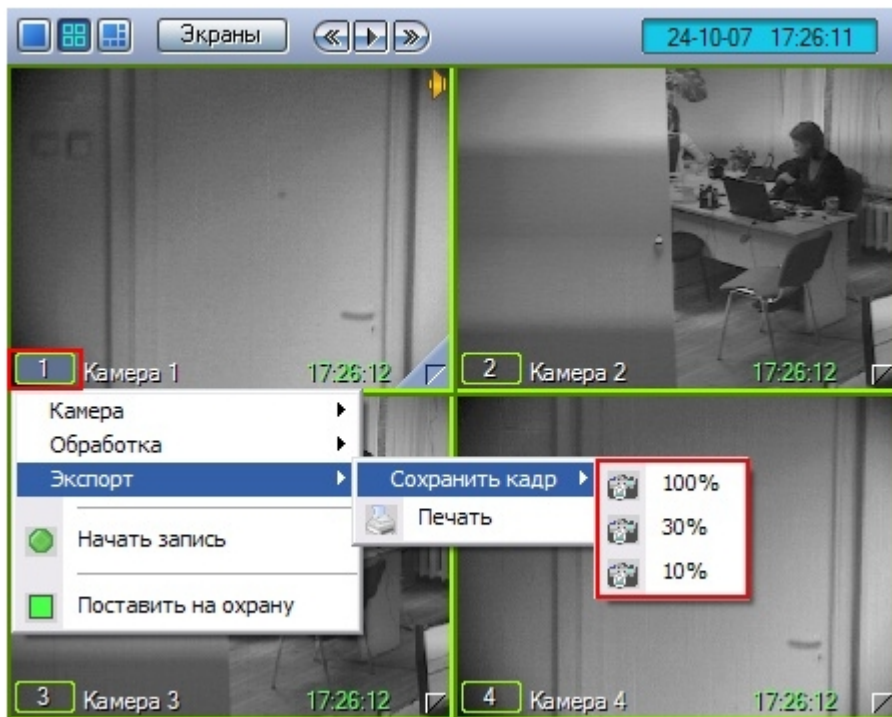 Экраны
24-10-07 17:26:11
1 Камера 1 17:26:12
2 Камера 2 17:26:12
Камера
Обработка
Экспорт
Сохранить кадр
100%
Печать
30%
10%
Начать запись
Поставить на охрану
3 Камера 3 17:26:12
4 Камера 4 17:26:12